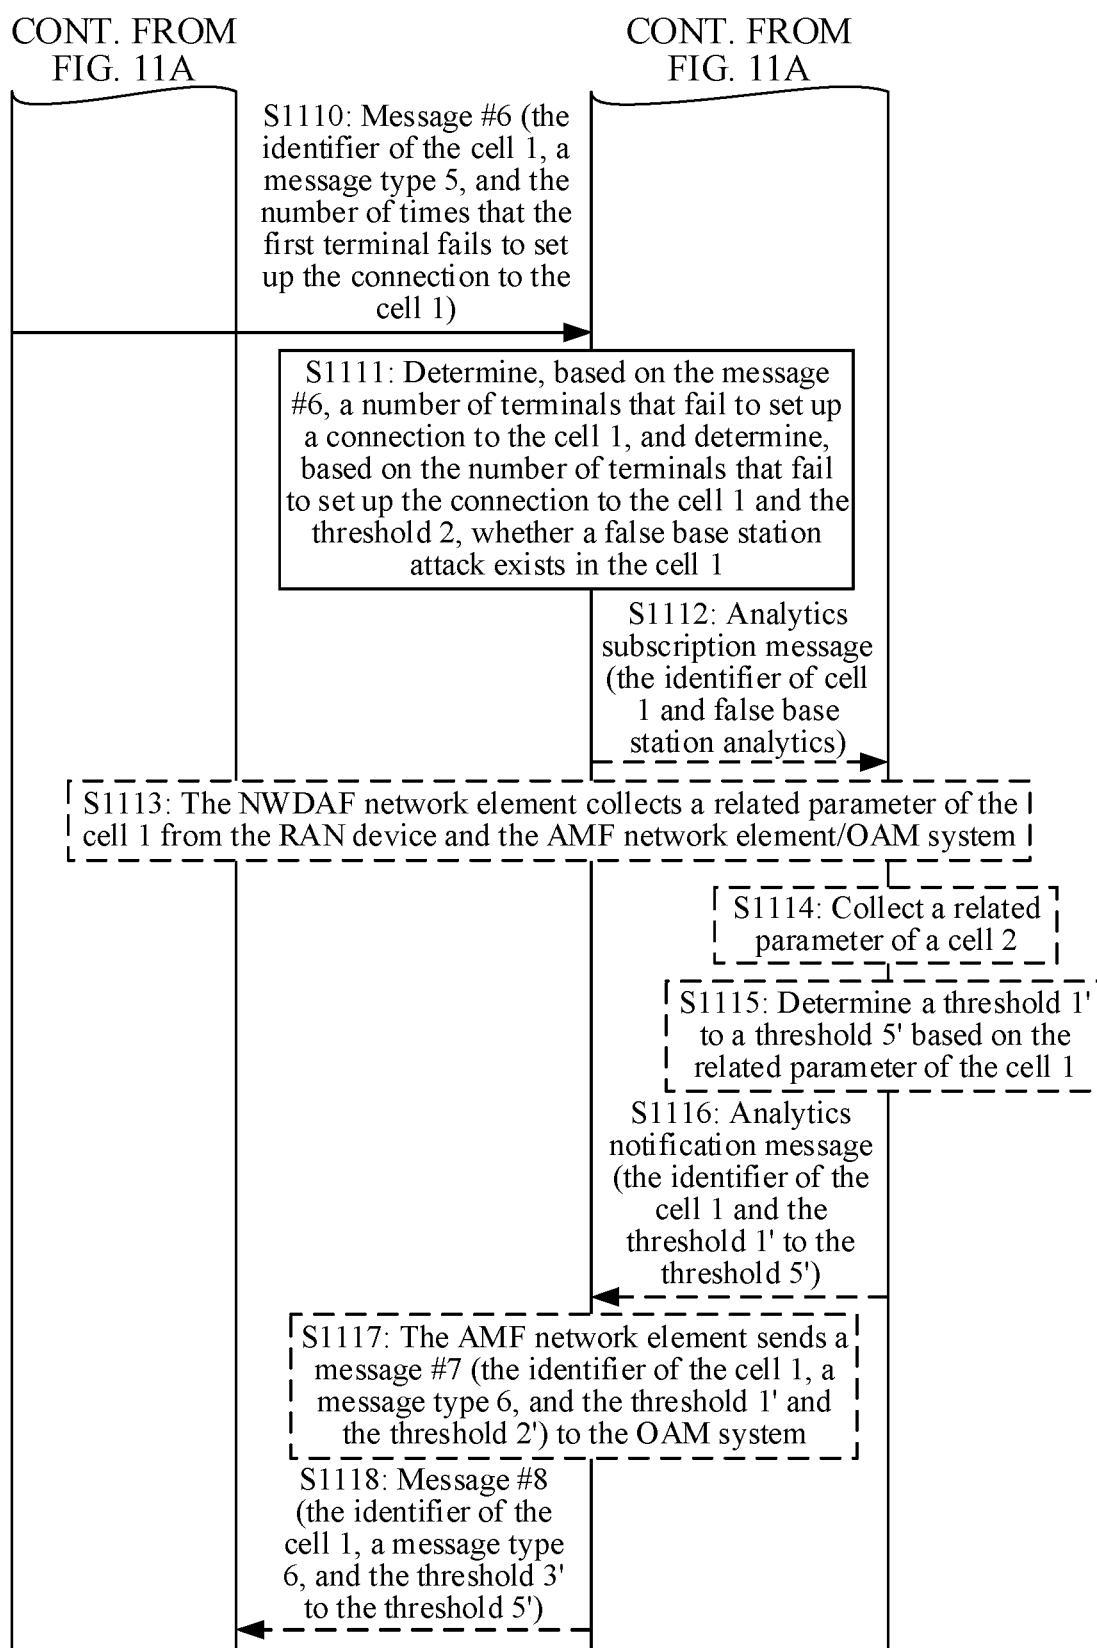 CONT. FROM
FIG. 11A
CONT. FROM
FIG. 11A
S1110: Message #6 (the
identifier of the cell 1, a
message type 5, and the
number of times that the
first terminal fails to set
up the connection to the
cell 1)
S1111: Determine, based on the message
#6, a number of terminals that fail to set up
a connection to the cell 1, and determine,
based on the number of terminals that fail
to set up the connection to the cell 1 and the
threshold 2, whether a false base station
attack exists in the cell 1
S1112: Analytics
subscription message
(the identifier of cell
1 and false base
station analytics)
S1113: The NWDAF network element collects a related parameter of the
cell 1 from the RAN device and the AMF network element/OAM system
S1114: Collect a related
parameter of a cell 2
S1115: Determine a threshold 1'
to a threshold 5' based on the
related parameter of the cell 1
S1116: Analytics
notification message
(the identifier of the
cell 1 and the
threshold 1' to the
threshold 5')
S1117: The AMF network element sends a
message #7 (the identifier of the cell 1, a
message type 6, and the threshold 1' and
the threshold 2') to the OAM system
S1118: Message #8
(the identifier of the
cell 1, a message type
6, and the threshold 3'
to the threshold 5')